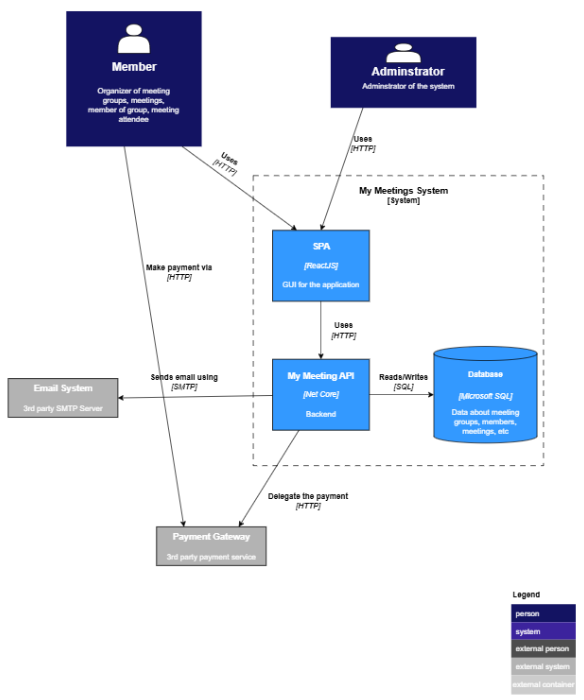 Member
Organizer of meeting
groups, meetings,
member of group, meeting
attendee
Adminstrator
Adminstrator of the system
Uses
[HTTP]
Uses
[HTTP]
My Meetings System
[System]
SPA
[ReactJS]
GUI for the application
Make payment via
[HTTP]
Uses
[HTTP]
Email System
3rd party SMTP Server
Sends email using
[SMTP]
My Meeting API
[Net Core]
Backend
Reads/Writes
[SQL]
Database
[Microsoft SQL]
Data about meeting
groups, members,
meetings, etc
Delegate the payment
[HTTP]
Payment Gateway
3rd party payment service
Legend
person
system
external person
external system
external container